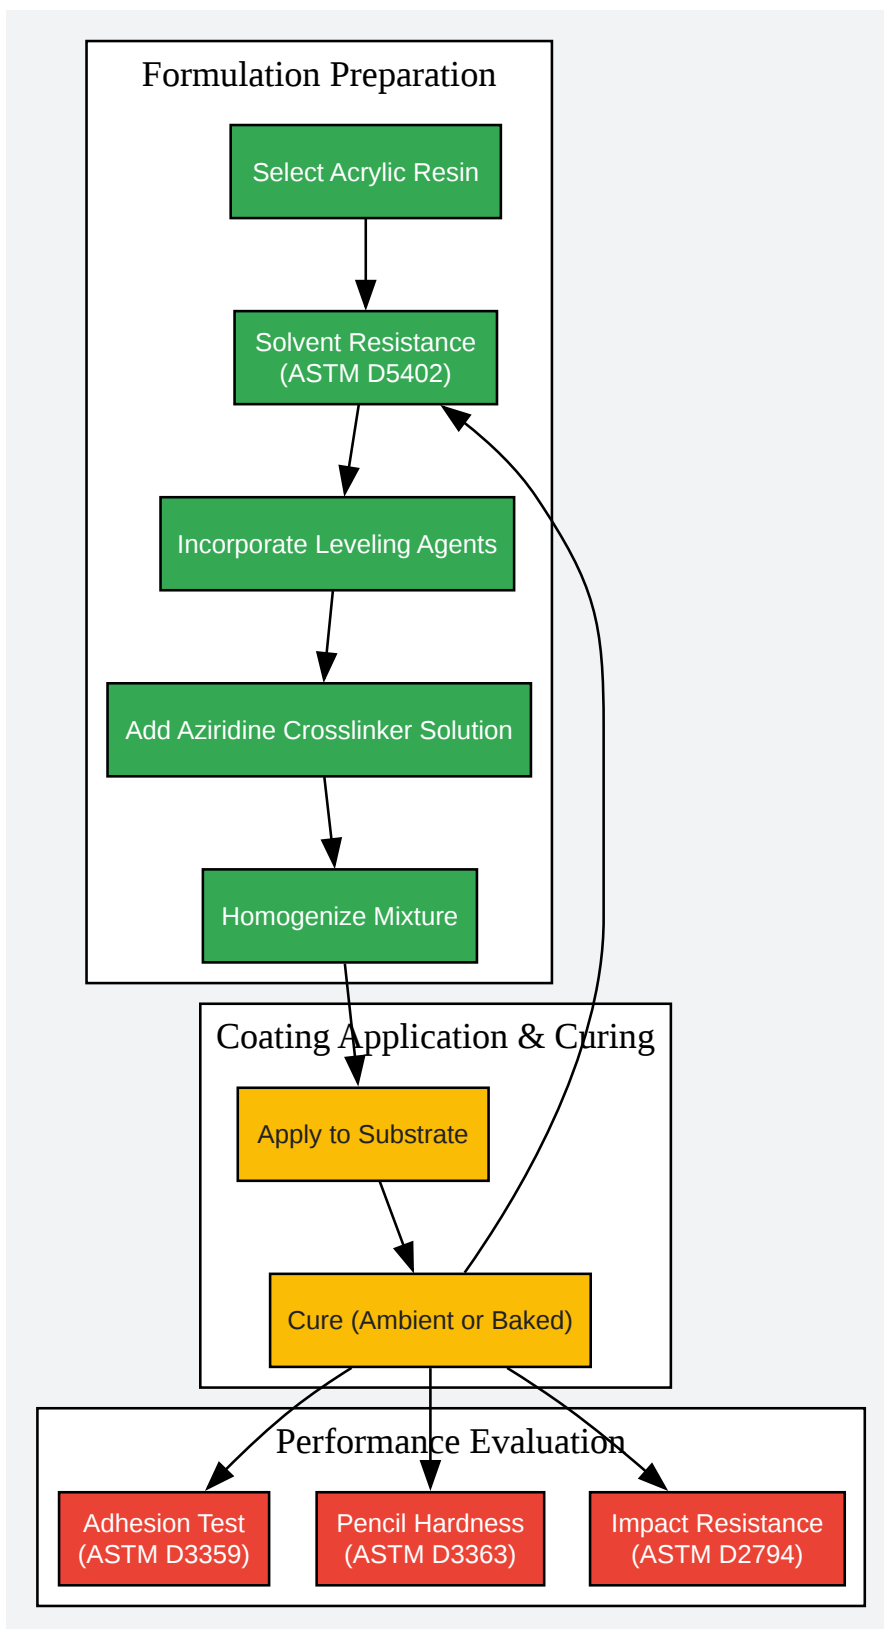 Formulation Preparation
Select Acrylic Resin
Solvent Resistance
(ASTM D5402)
Incorporate Leveling Agents
Add Aziridine Crosslinker Solution
Homogenize Mixture
Coating Application & Curing
Apply to Substrate
Cure (Ambient or Baked)
Performance Evaluation
Adhesion Test
(ASTM D3359)
Pencil Hardness
(ASTM D3363)
Impact Resistance
(ASTM D2794)